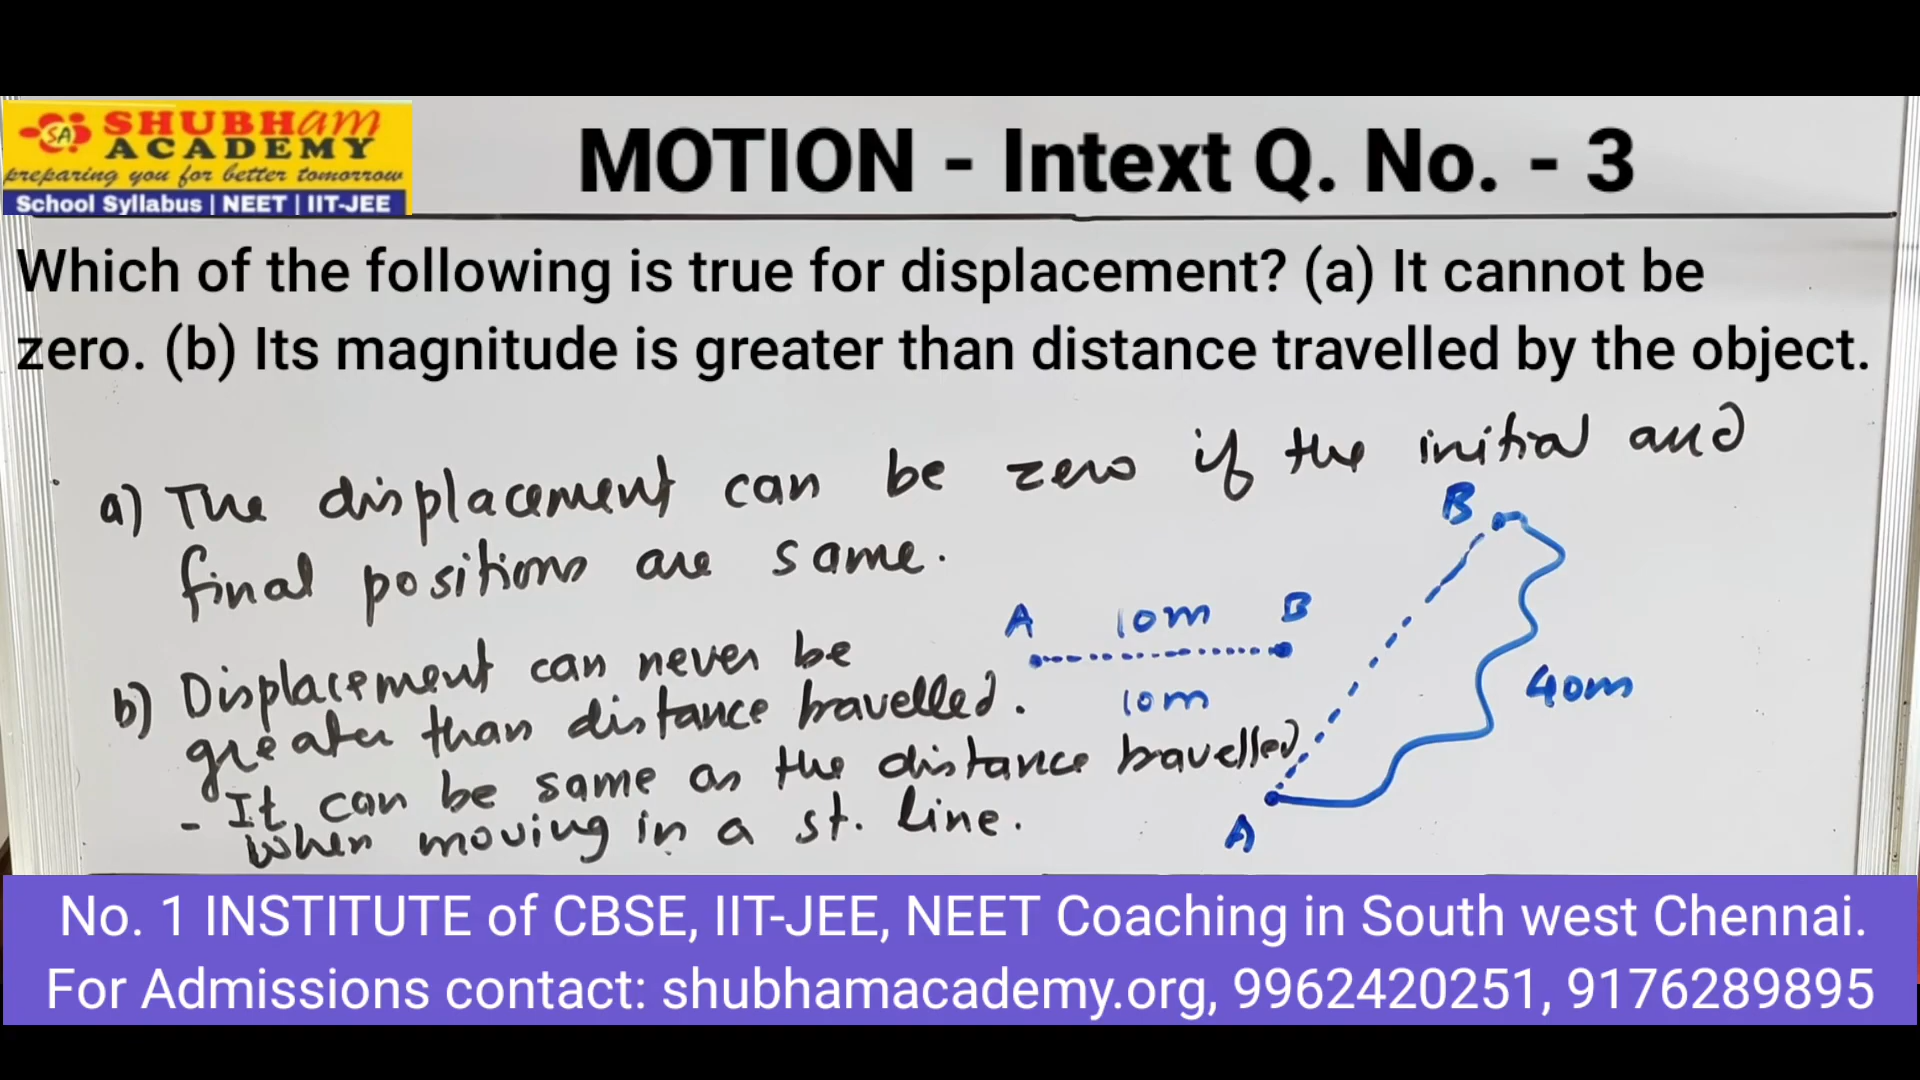 SA
SHUBHAM
ACADEMY
preparing you for better tomorrow
School Syllabus | NEET | IIT-JEE
MOTION - Intext Q. No. - 3
Which of the following is true for displacement? (a) It cannot be
zero. (b) Its magnitude is greater than distance travelled by the object.
a) The displacement can be zero if the initial and
final positions are same.
b) Displacement can never be
greater than distance travelled.
- It can be same as the distance travelled
when moving in a st. line.
A 10m B
10m
B
40m
A
No. 1 INSTITUTE of CBSE, IIT-JEE, NEET Coaching in South west Chennai.
For Admissions contact: shubhamacademy.org, 9962420251, 9176289895